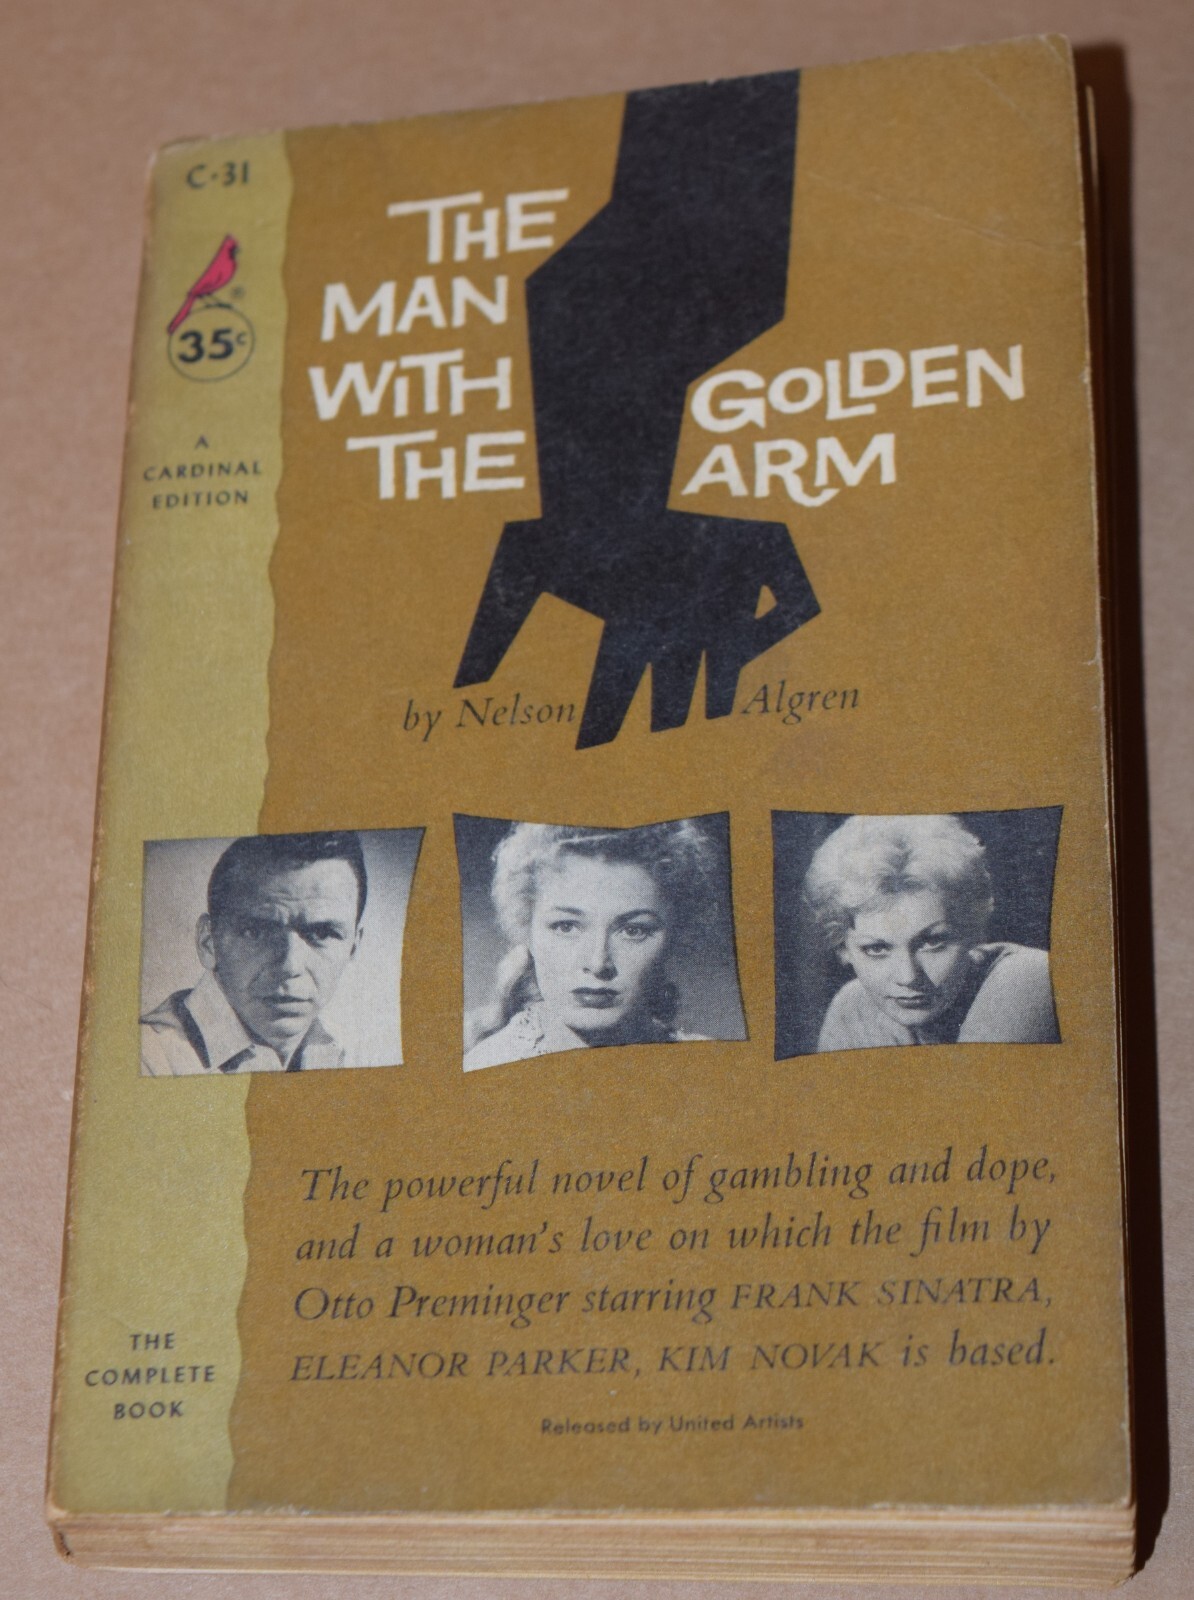 C-31
35¢
A
CARDINAL
EDITION
THE
MAN
WITH
THE
GOLDEN
ARM
by Nelson Algren
The powerful novel of gambling and dope,
and a woman's love on which the film by
Otto Preminger starring FRANK SINATRA,
ELEANOR PARKER, KIM NOVAK is based.
Released by United Artists
THE
COMPLETE
BOOK